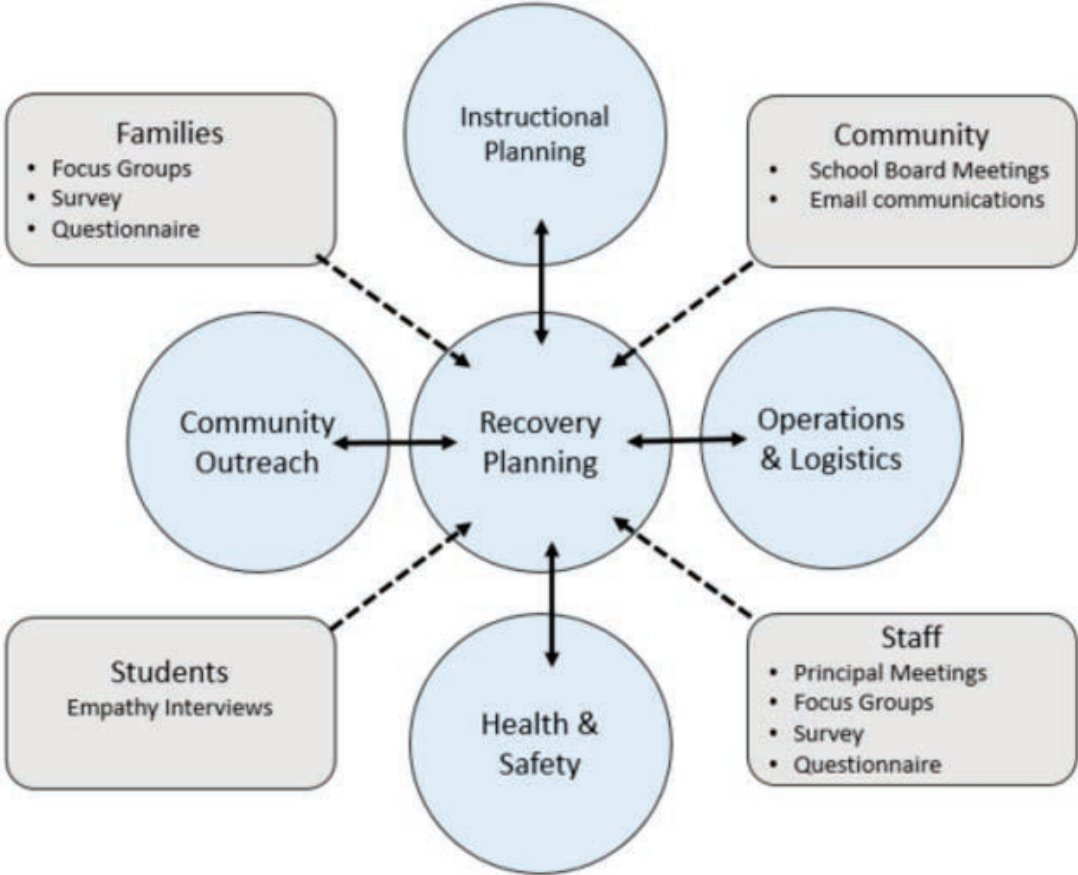 Instructional
Planning
Families
• Focus Groups
• Survey
• Questionnaire
Community
• School Board Meetings
• Email communications
Community
Outreach
Recovery
Planning
Operations
& Logistics
Students
Empathy Interviews
Health &
Safety
Staff
• Principal Meetings
• Focus Groups
• Survey
• Questionnaire